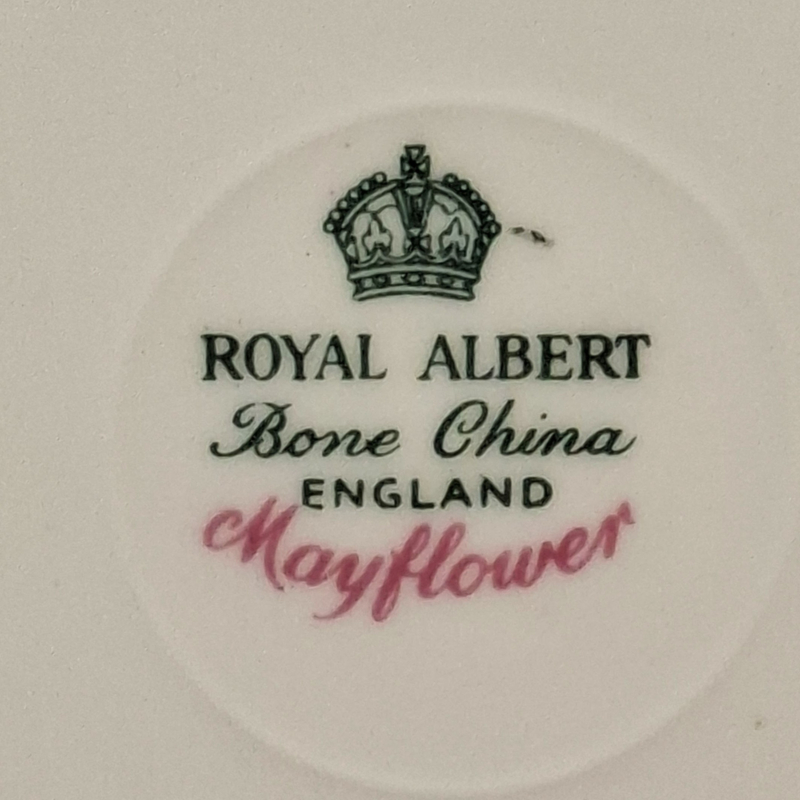 ROYAL ALBERT
Bone China
ENGLAND
Mayflower